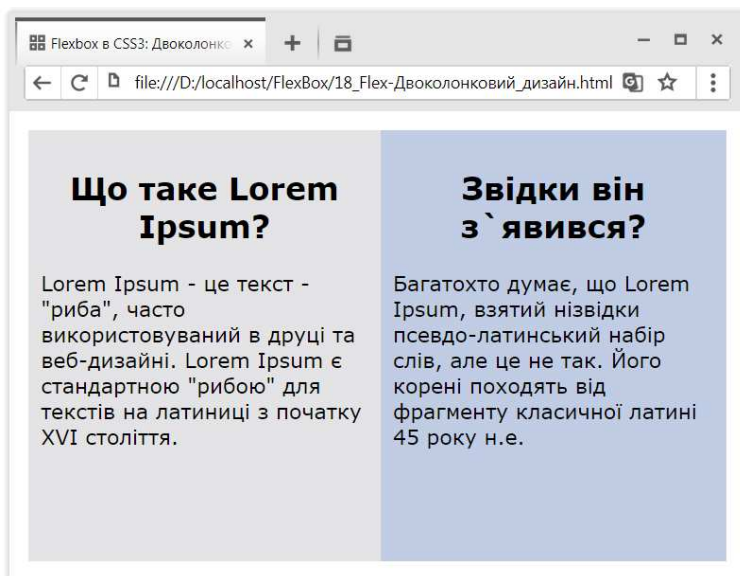 Flexbox в CSS3: Двоколонко
file:///D:/localhost/FlexBox/18_Flex-Двоколонковий_дизайн.html
Що таке Lorem
Ipsum?
Lorem Ipsum - це текст -
"риба", часто
використовуваний в друці та
веб-дизайні. Lorem Ipsum є
стандартною "рибою" для
текстів на латиниці з початку
XVI століття.
Звідки він
з`явився?
Багатохто думає, що Lorem
Ipsum, взятий нізвідки
псевдо-латинський набір
слів, але це не так. Його
корені походять від
фрагменту класичної латині
45 року н.е.